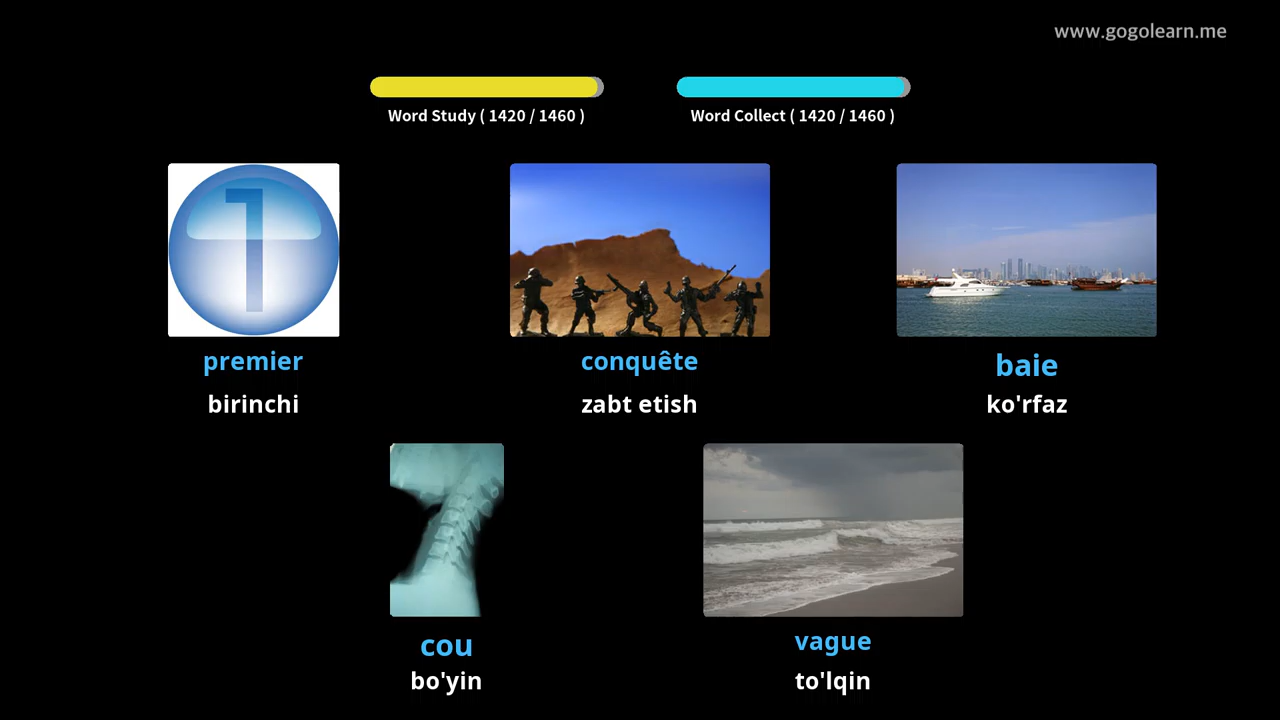 www.gogolearn.me
Word Study ( 1420 / 1460 )
Word Collect ( 1420 / 1460 )
1
premier
conquête
baie
birinchi
zabt etish
ko'rfaz
cou
vague
bo'yin
to'lqin